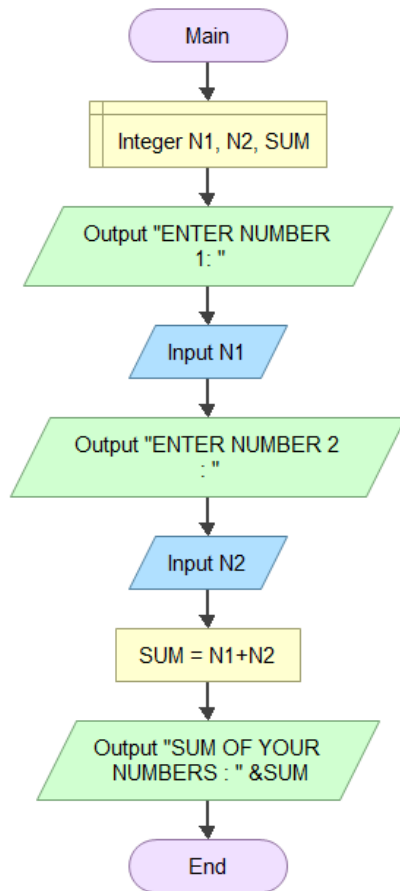 Main
Integer N1, N2, SUM
Output "ENTER NUMBER
1: "
Input N1
Output "ENTER NUMBER 2
: "
Input N2
SUM = N1+N2
Output "SUM OF YOUR
NUMBERS : " &SUM
End